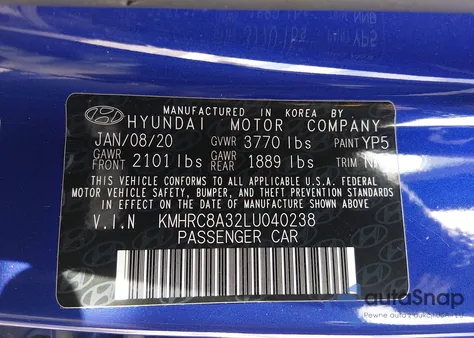 MANUFACTURED IN KOREA BY
HYUNDAI MOTOR COMPANY
JAN/08/20 GVWR 3770 lbs PAINT YP5
GAWR FRONT 2101 lbs GAWR REAR 1889 lbs TRIM
THIS VEHICLE CONFORMS TO ALL APPLICABLE U.S. FEDERAL
MOTOR VEHICLE SAFETY, BUMPER, AND THEFT PREVENTION STANDARDS
IN EFFECT ON THE DATE OF MANUFACTURE SHOWN ABOVE.
V.I.N KMHRC8A32LU040238
PASSENGER CAR
autoSnap
Pewne auta z